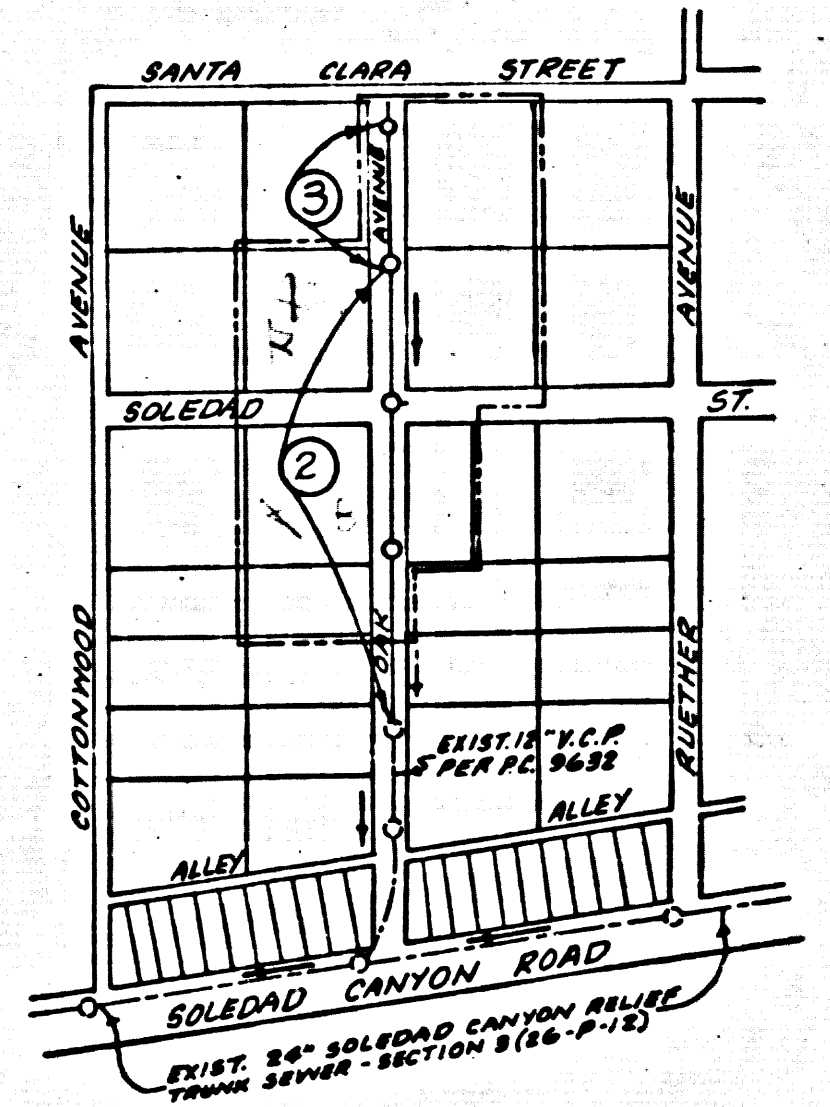 SANTA CLARA STREET
AVENUE
3
AVENUE
AVENUE
SOLEDAD
ST.
2
OAK
COTTONWOOD
RUETHER
EXIST. 12" V.C.P.
PER P.C. 9632
ALLEY
ALLEY
SOLEDAD CANYON ROAD
EXIST. 24" SOLEDAD CANYON RELIEF
TRUNK SEWER - SECTION 3 (26-P-12)